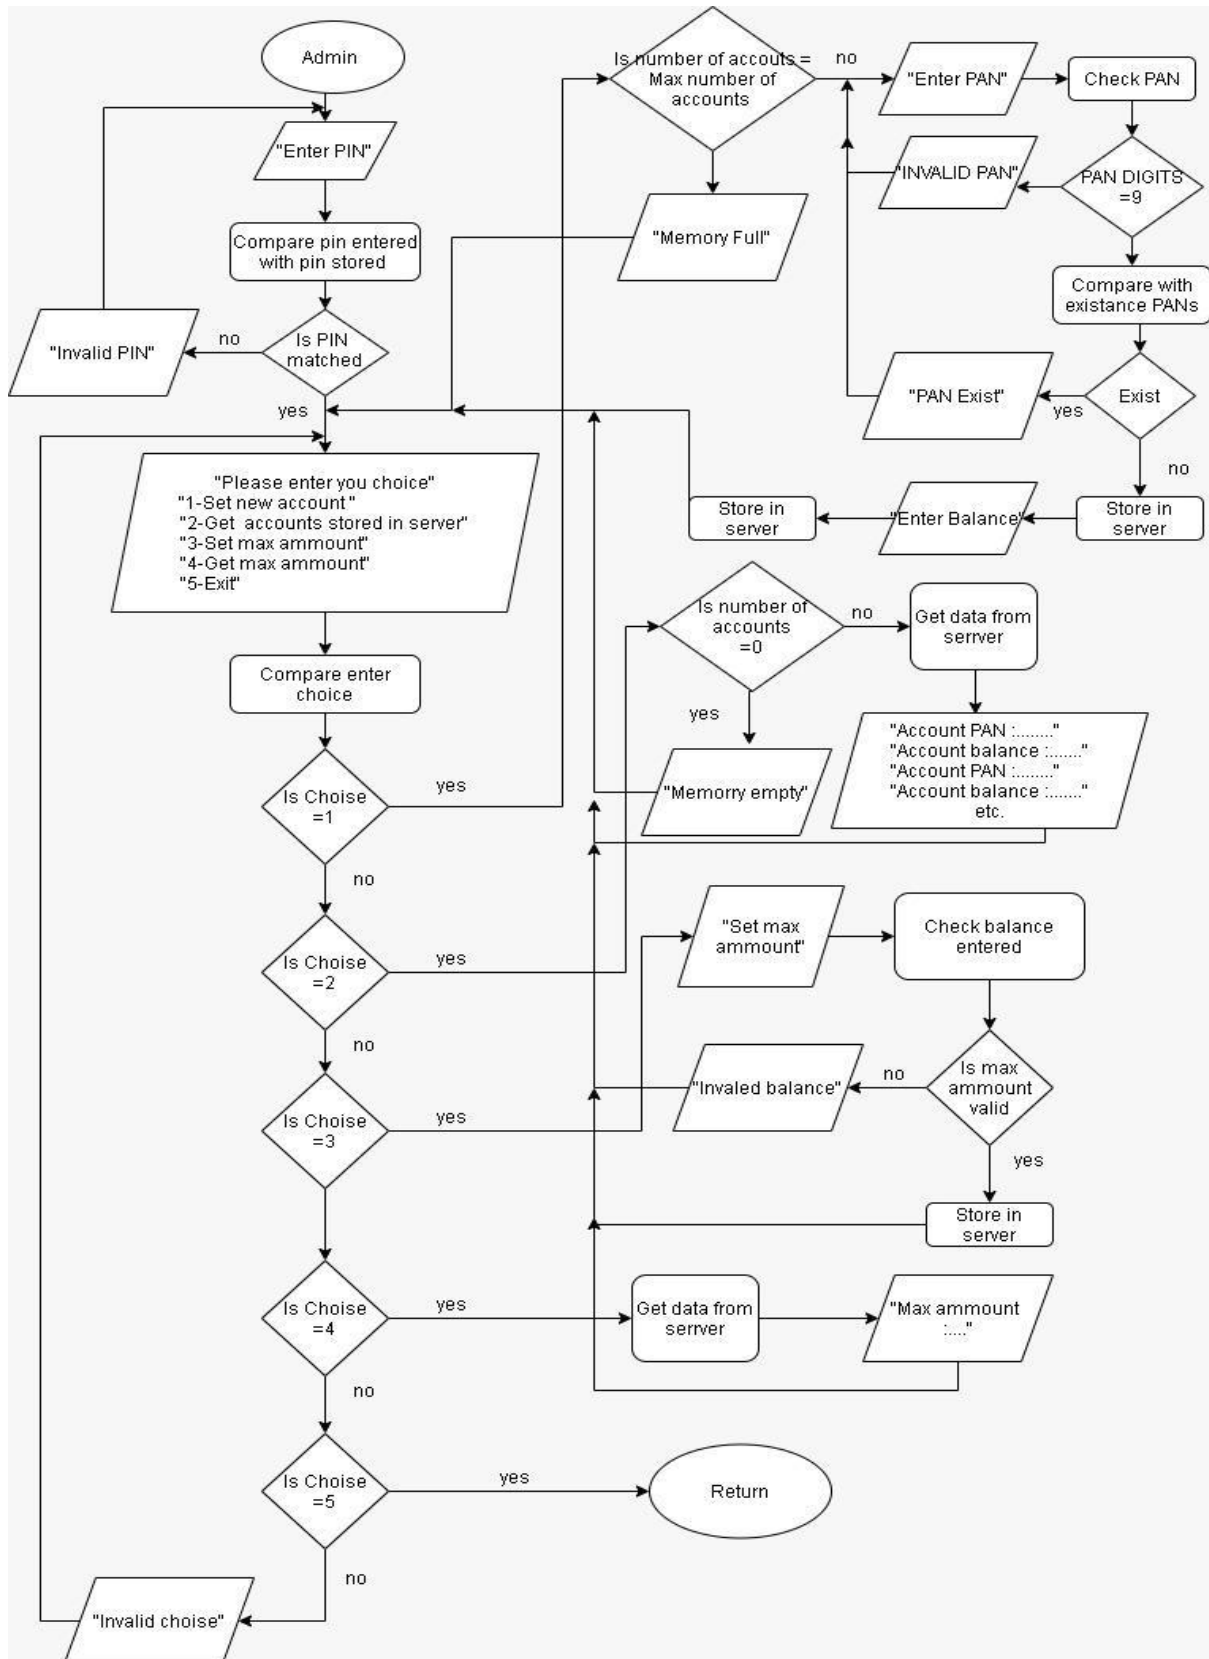 Admin
"Enter PIN"
Compare pin entered
with pin stored
Is PIN
matched
no
"Invalid PIN"
yes
"Please enter you choice"
"1-Set new account "
"2-Get accounts stored in server"
"3-Set max ammount"
"4-Get max ammount"
"5-Exit"
Compare enter
choice
Is Choise
=1
yes
no
Is Choise
=2
yes
no
Is Choise
=3
yes
Is Choise
=4
yes
no
Is Choise
=5
yes
no
"Invalid choise"
Return
Is number of accouts =
Max number of
accounts
no
"Memory Full"
"Enter PAN"
Check PAN
PAN DIGITS
=9
"INVALID PAN"
Compare with
existance PANs
Exist
yes
"PAN Exist"
no
Store in
server
"Enter Balance"
Store in
server
Is number of
accounts
=0
no
Get data from
serrver
yes
"Memorry empty"
"Account PAN :........"
"Account balance :......."
"Account PAN :........"
"Account balance :......."
etc.
"Set max
ammount"
Check balance
entered
Is max
ammount
valid
no
"Invaled balance"
yes
Store in
server
Get data from
serrver
"Max ammount
:...."